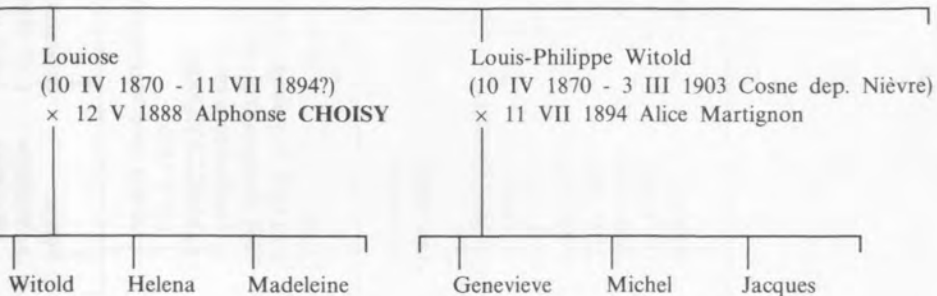 Louiose
(10 IV 1870 - 11 VII 1894?)
× 12 V 1888 Alphonse CHOISY
Louis-Philippe Witold
(10 IV 1870 - 3 III 1903 Cosne dep. Nièvre)
× 11 VII 1894 Alice Martignon
Witold Helena Madeleine
Genevieve Michel Jacques